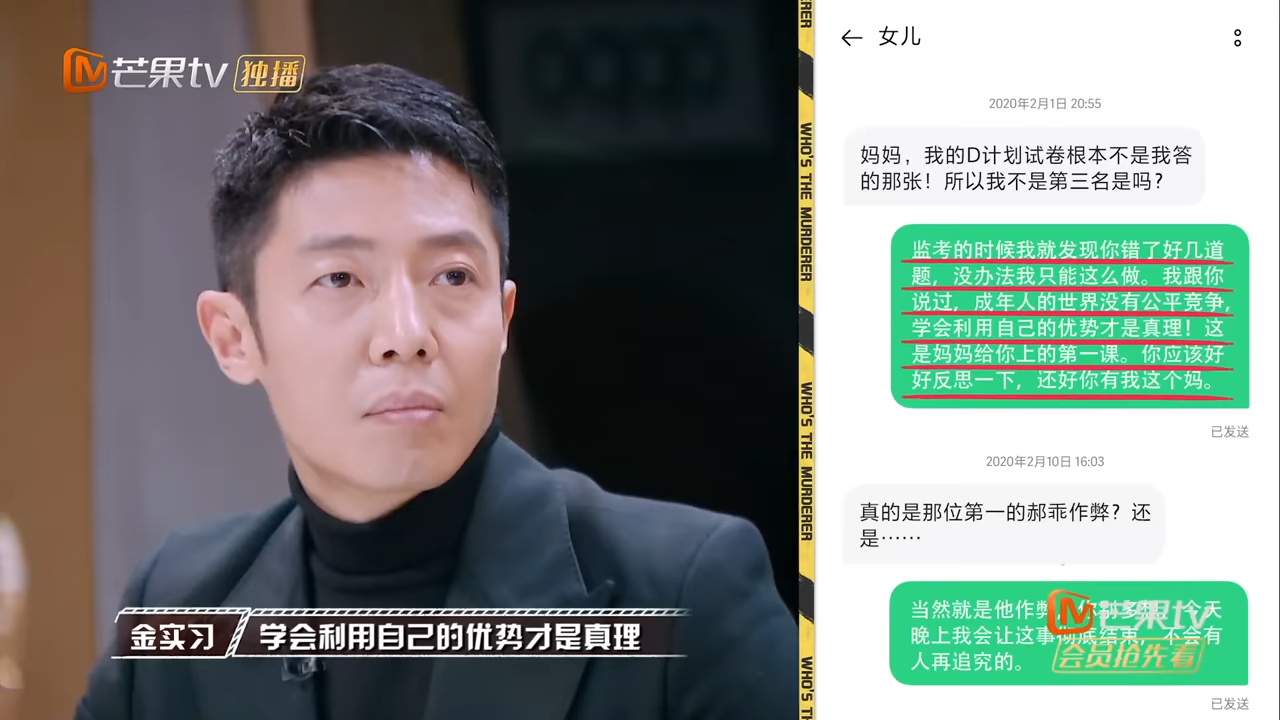 芒果tv 独播
金实习 学会利用自己的优势才是真理
ERER
WHO'S THE MURDERER
WHO'S THE MURDERER
WHO'S TH
女儿
2020年2月1日 20:55
妈妈，我的D计划试卷根本不是我答
的那张！所以我不是第三名是吗？
监考的时候我就发现你错了好几道
题，没办法我只能这么做。我跟你
说过，成年人的世界没有公平竞争，
学会利用自己的优势才是真理！这
是妈妈给你上的第一课。你应该好
好反思一下，还好你有我这个妈。
已发送
2020年2月10日 16:03
真的是那位第一的郝乖作弊？还
是……
当然就是他作弊 你别多想 今天
晚上我会让这事彻底结束，不会有
人再追究的。
芒果tv
会员抢先看
已发送